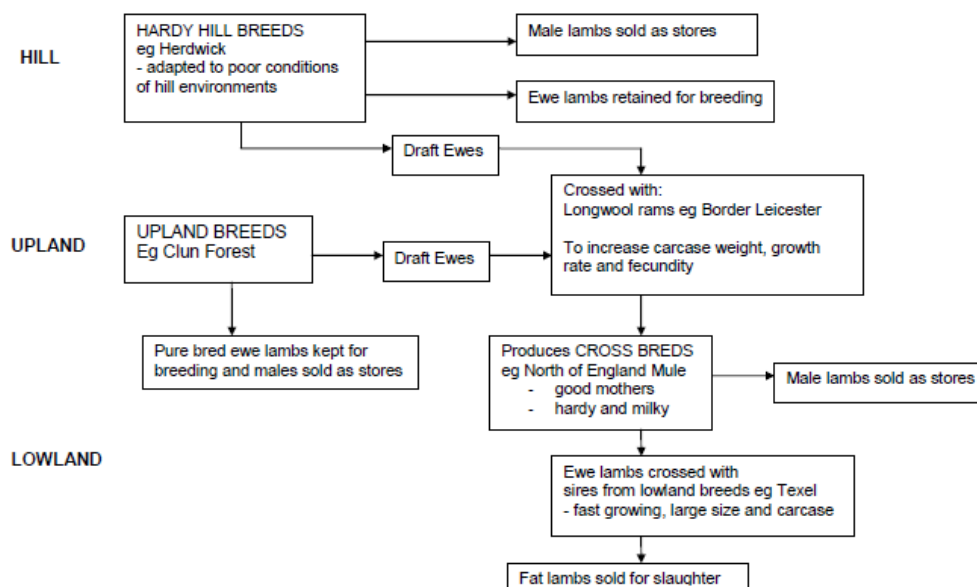 HILL
HARDY HILL BREEDS
eg Herdwick
- adapted to poor conditions
of hill environments
Male lambs sold as stores
Ewe lambs retained for breeding
Draft Ewes
Crossed with:
Longwool rams eg Border Leicester
To increase carcase weight, growth
rate and fecundity
UPLAND
UPLAND BREEDS
Eg Clun Forest
Draft Ewes
Pure bred ewe lambs kept for
breeding and males sold as stores
Produces CROSS BREDS
eg North of England Mule
- good mothers
- hardy and milky
Male lambs sold as stores
LOWLAND
Ewe lambs crossed with
sires from lowland breeds eg Texel
- fast growing, large size and carcase
Fat lambs sold for slaughter